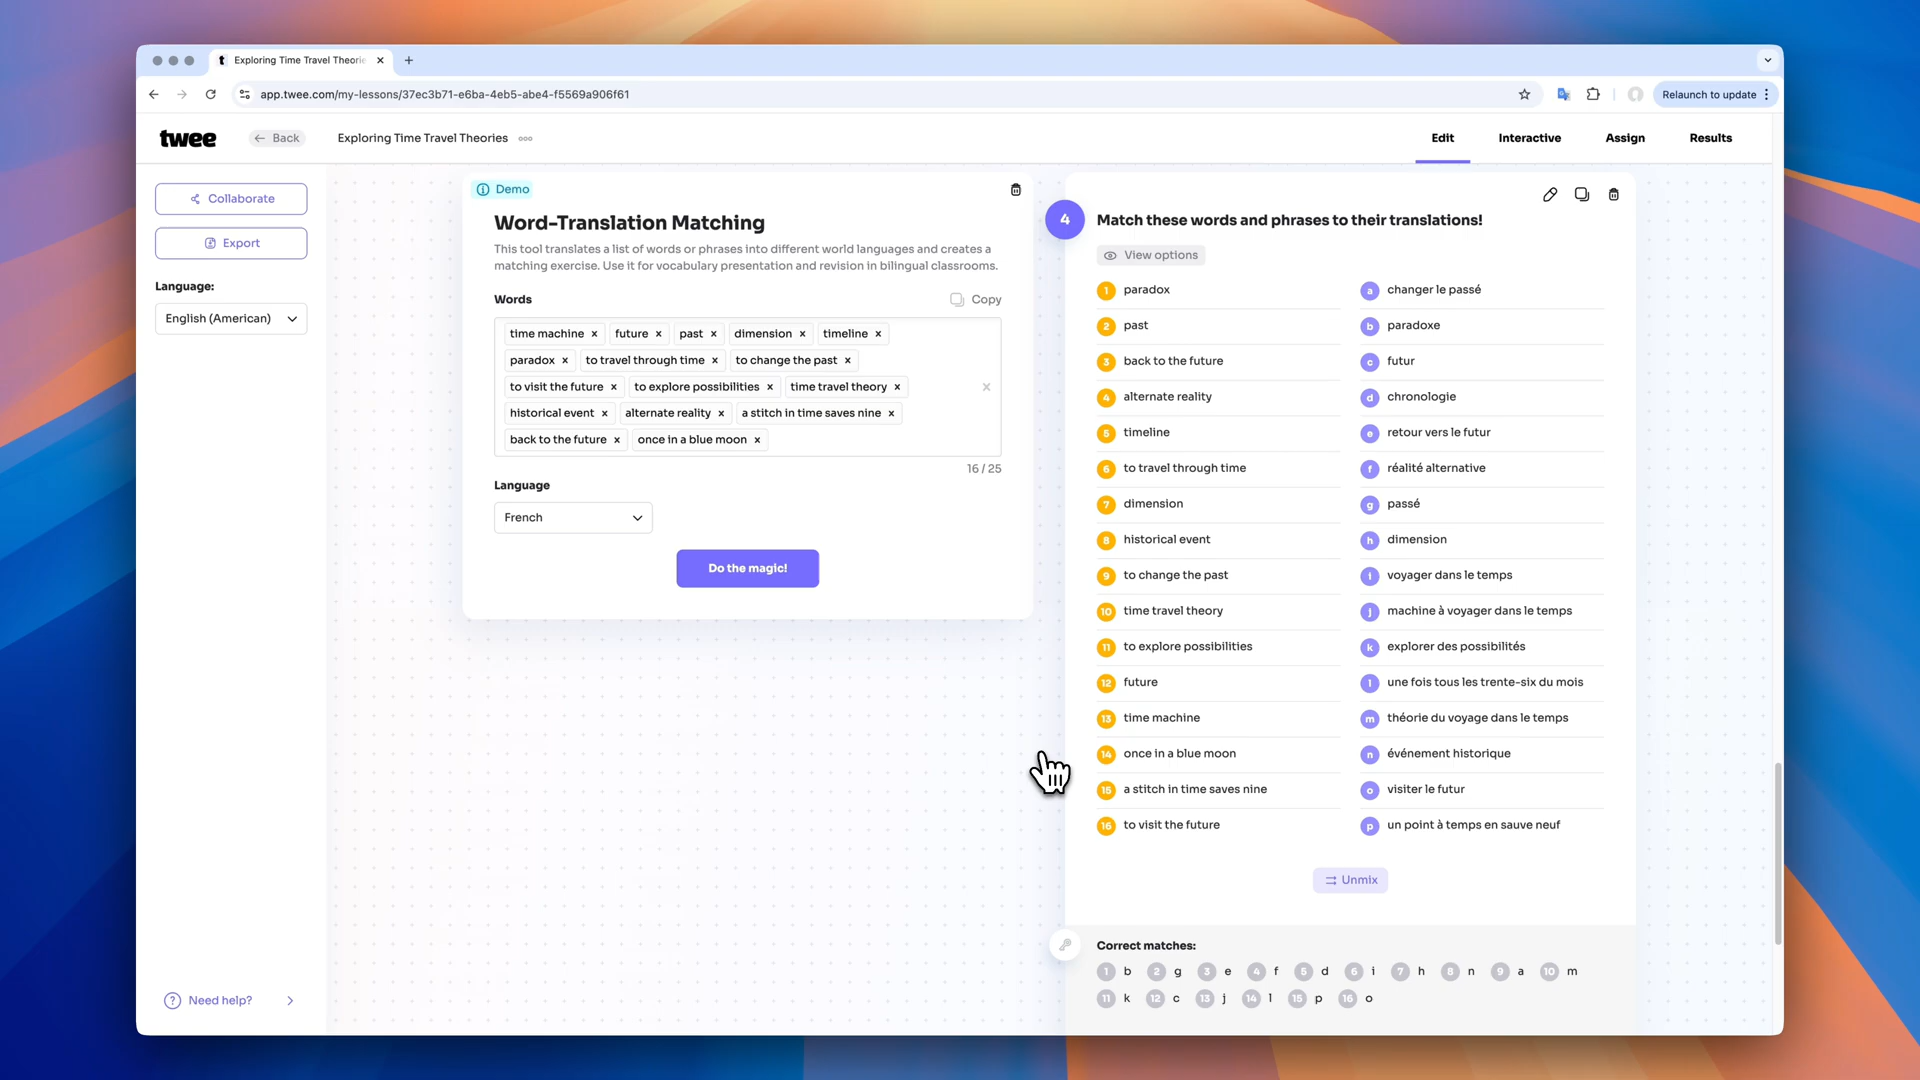 Exploring Time Travel Theorie
app.twee.com/my-lessons/37ec3b71-e6ba-4eb5-abe4-f5569a906f61
Relaunch to update
twee
Back
Exploring Time Travel Theories
Edit
Interactive
Assign
Results
Collaborate
Export
Language:
English (American)
Need help?
Demo
Word-Translation Matching
This tool translates a list of words or phrases into different world languages and creates a
matching exercise. Use it for vocabulary presentation and revision in bilingual classrooms.
Words
Copy
time machine × future × past × dimension × timeline ×
paradox × to travel through time × to change the past ×
to visit the future × to explore possibilities × time travel theory ×
historical event × alternate reality × a stitch in time saves nine ×
back to the future × once in a blue moon ×
16 / 25
Language
French
Do the magic!
4 Match these words and phrases to their translations!
View options
1 paradox a changer le passé
2 past b paradoxe
3 back to the future c futur
4 alternate reality d chronologie
5 timeline e retour vers le futur
6 to travel through time f réalité alternative
7 dimension g passé
8 historical event h dimension
9 to change the past i voyager dans le temps
10 time travel theory j machine à voyager dans le temps
11 to explore possibilities k explorer des possibilités
12 future l une fois tous les trente-six du mois
13 time machine m théorie du voyage dans le temps
14 once in a blue moon n événement historique
15 a stitch in time saves nine o visiter le futur
16 to visit the future p un point à temps en sauve neuf
Unmix
Correct matches:
1 b 2 g 3 e 4 f 5 d 6 i 7 h 8 n 9 a 10 m
11 k 12 c 13 j 14 l 15 p 16 o